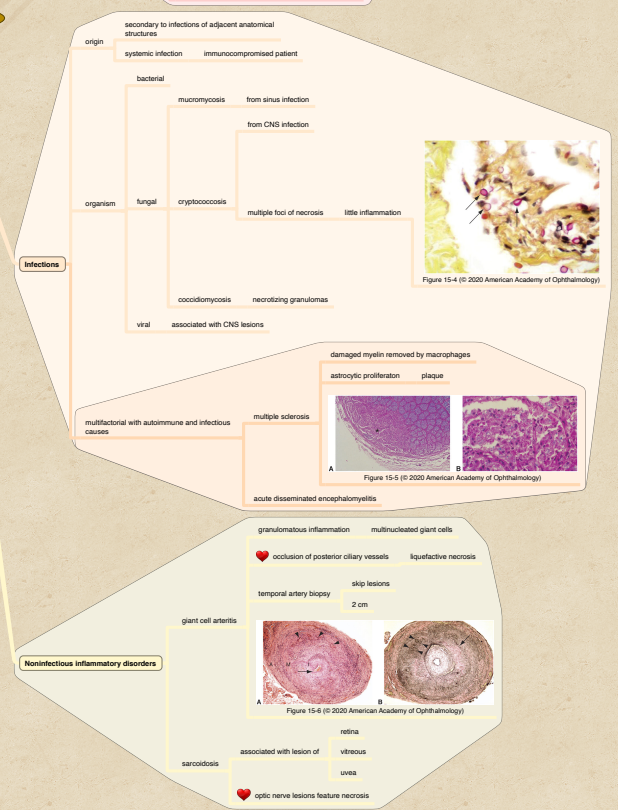 secondary to infections of adjacent anatomical
structures
origin
systemic infection
immunocompromised patient
bacterial
mucromycosis
from sinus infection
from CNS infection
organism
fungal
cryptococcosis
multiple foci of necrosis
little inflammation
Figure 15-4 (© 2020 American Academy of Ophthalmology)
Infections
coccidiomycosis
necrotizing granulomas
viral
associated with CNS lesions
damaged myelin removed by macrophages
astrocytic proliferaton
plaque
multiple sclerosis
multifactorial with autoimmune and infectious
causes
A
B
Figure 15-5 (© 2020 American Academy of Ophthalmology)
acute disseminated encephalomyelitis
granulomatous inflammation
multinucleated giant cells
occlusion of posterior ciliary vessels
liquefactive necrosis
temporal artery biopsy
skip lesions
2 cm
giant cell arteritis
A
B
Figure 15-6 (© 2020 American Academy of Ophthalmology)
Noninfectious inflammatory disorders
retina
associated with lesion of
vitreous
sarcoidosis
uvea
optic nerve lesions feature necrosis